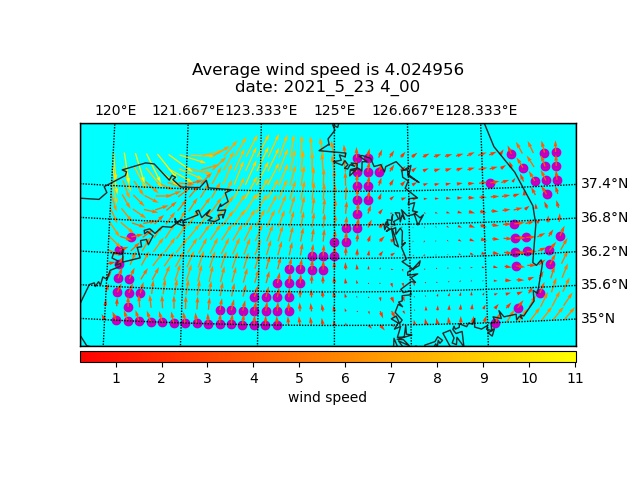 Average wind speed is 4.024956
date: 2021_5_23 4_00
120°E 121.667°E 123.333°E 125°E 126.667°E 128.333°E
37.4°N
36.8°N
36.2°N
35.6°N
35°N
1 2 3 4 5 6 7 8 9 10 11
wind speed